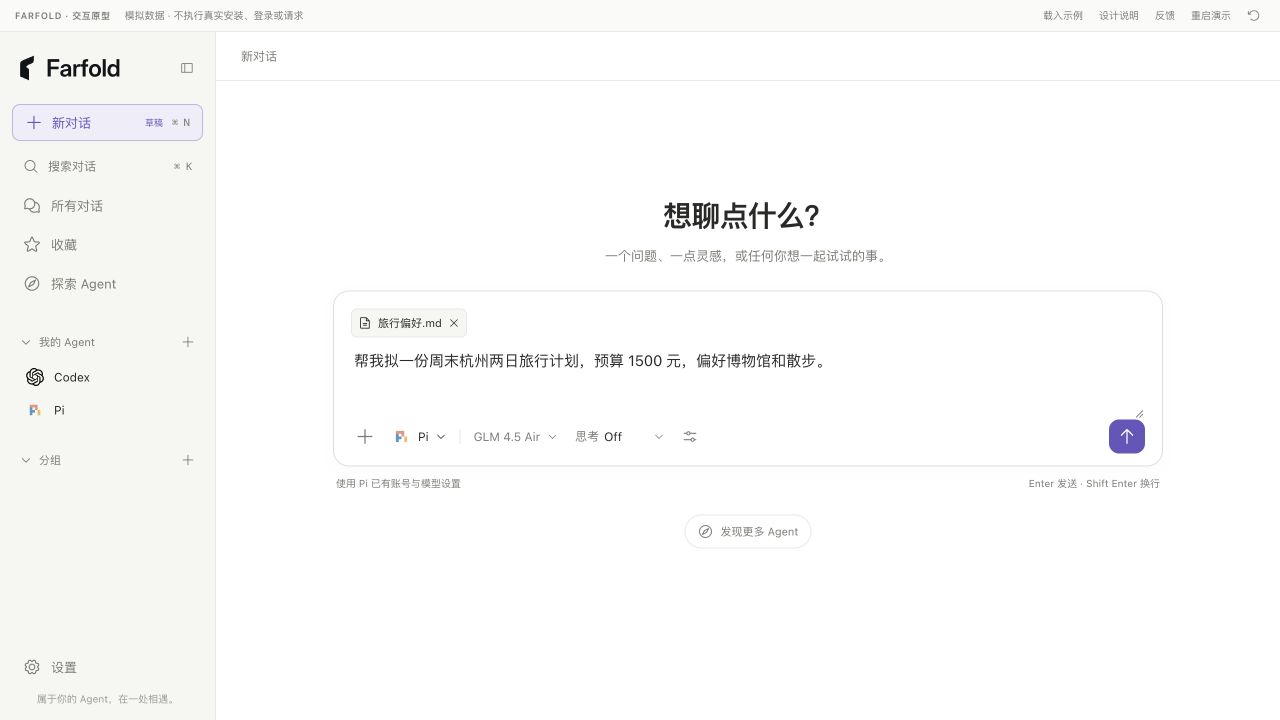 FARFOLD · 交互原型 模拟数据 · 不执行真实安装、登录或请求 载入示例 设计说明 反馈 重启演示
Farfold
新对话 草稿 ⌘ N
搜索对话 ⌘ K
所有对话
收藏
探索 Agent
我的 Agent
Codex
Pi
分组
设置
属于你的 Agent，在一处相遇。
新对话
想聊点什么?
一个问题、一点灵感，或任何你想一起试试的事。
旅行偏好.md
帮我拟一份周末杭州两日旅行计划，预算 1500 元，偏好博物馆和散步。
Pi GLM 4.5 Air 思考 Off
使用 Pi 已有账号与模型设置 Enter 发送 · Shift Enter 换行
发现更多 Agent